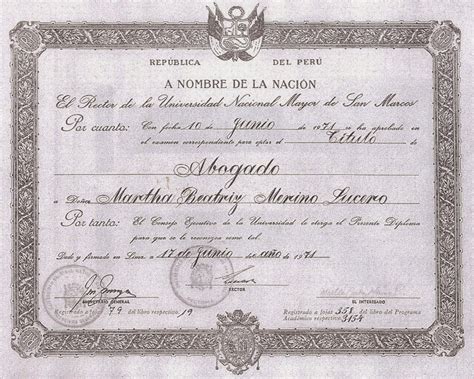 REPÚBLICA DEL PERÚ
A NOMBRE DE LA NACIÓN
El Rector de la Universidad Nacional Mayor de San Marcos
Por cuanto: Con fecha 10 de Junio de 1971 se ha aprobado en
el examen correspondiente para optar el Título de
Abogado
a Doña Martha Beatriz Merino Lucero
Por tanto: El Consejo Ejecutivo de la Universidad le otorga el Presente Diploma
para que se le reconozca como tal.
Dado y firmado en Lima a 17 de Junio del año de 1971
SECRETARIO GENERAL
RECTOR
EL INTERESADO
Registrado a fojas 79 del libro respectivo 19
Registrado a fojas 358 del libro del Programa
Académico respectivo 3154